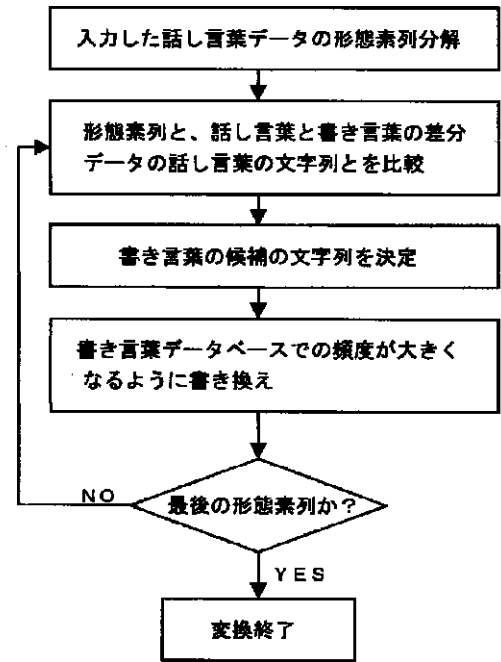 入力した話し言葉データの形態素列分解
形態素列と、話し言葉と書き言葉の差分
データの話し言葉の文字列とを比較
書き言葉の候補の文字列を決定
書き言葉データベースでの頻度が大きく
なるように書き換え
最後の形態素列か？
NO
YES
変換終了